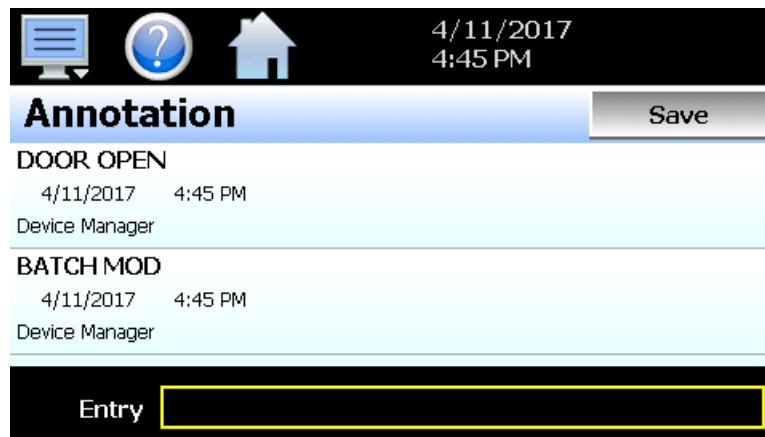 ?
4/11/2017
4:45 PM
Annotation
Save
DOOR OPEN
4/11/2017 4:45 PM
Device Manager
BATCH MOD
4/11/2017 4:45 PM
Device Manager
Entry